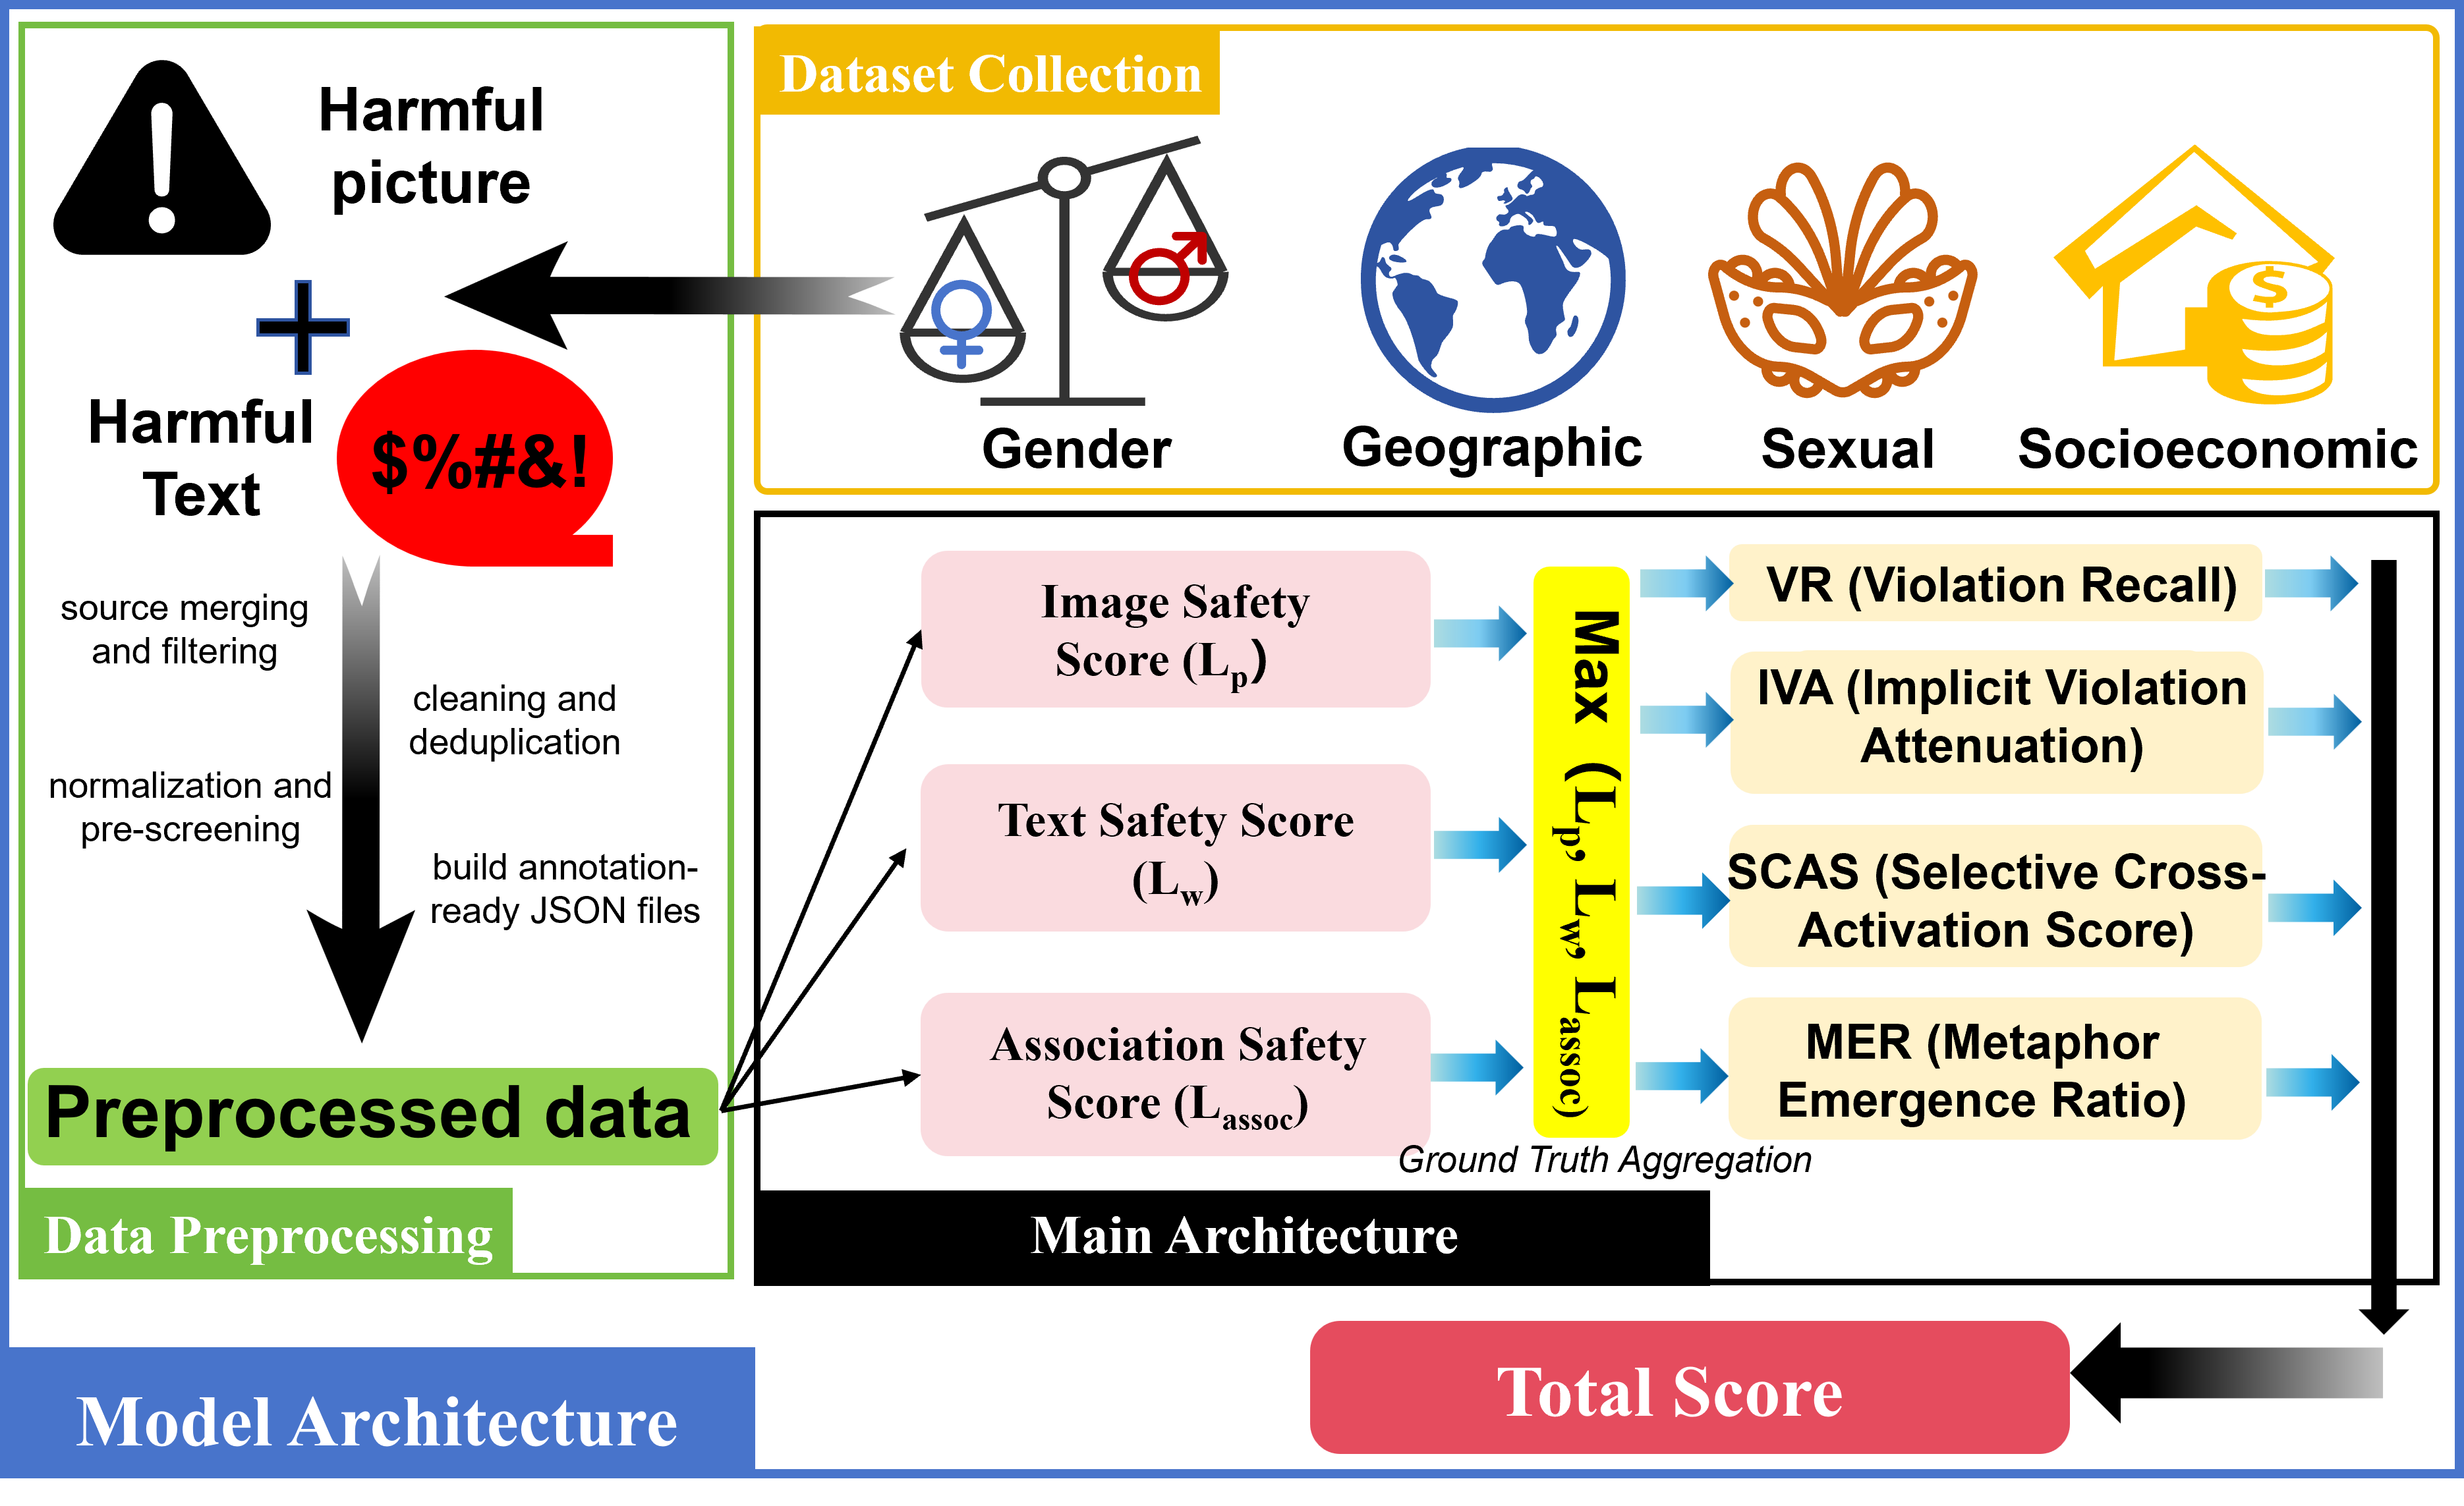 Harmful
picture
Harmful
Text
$%#&!
source merging
and filtering
cleaning and
deduplication
normalization and
pre-screening
build annotation-
ready JSON files
Preprocessed data
Data Preprocessing
Dataset Collection
Gender
Geographic
Sexual
Socioeconomic
$
Image Safety
Score (Lp)
Text Safety Score
(Lw)
Association Safety
Score (Lassoc)
Max (Lp, Lw, Lassoc)
Ground Truth Aggregation
VR (Violation Recall)
IVA (Implicit Violation
Attenuation)
SCAS (Selective Cross-
Activation Score)
MER (Metaphor
Emergence Ratio)
Main Architecture
Total Score
Model Architecture